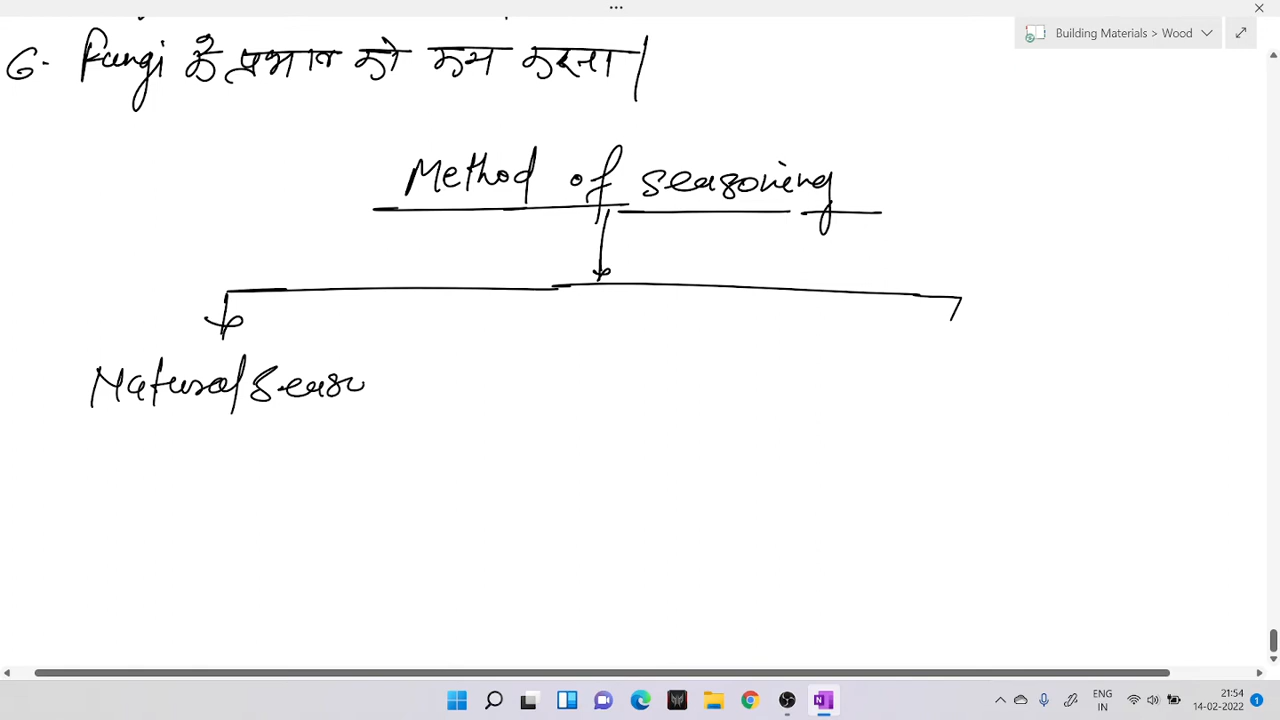 Building Materials > Wood
6. Fungi के प्रभाव को कम करना।
Method of seasoning
Natural Seaso
ENG
IN
21:54
14-02-2022
1